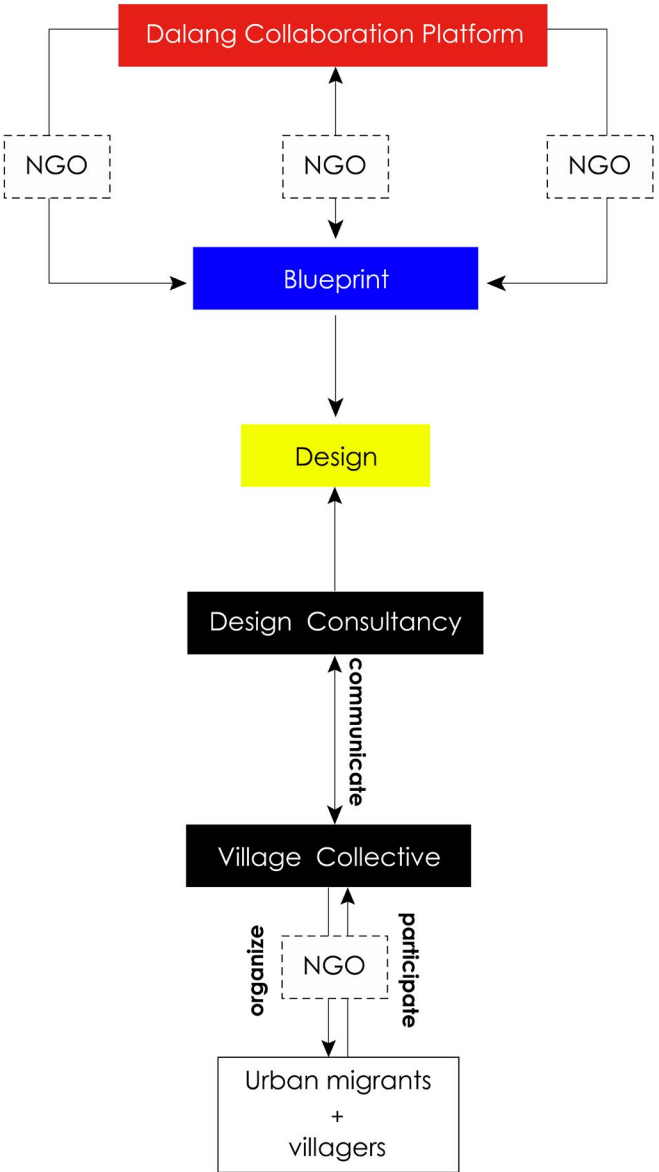 Dalang Collaboration Platform
NGO
NGO
NGO
Blueprint
Design
Design Consultancy
communicate
Village Collective
organize
NGO
participate
Urban migrants
+
villagers